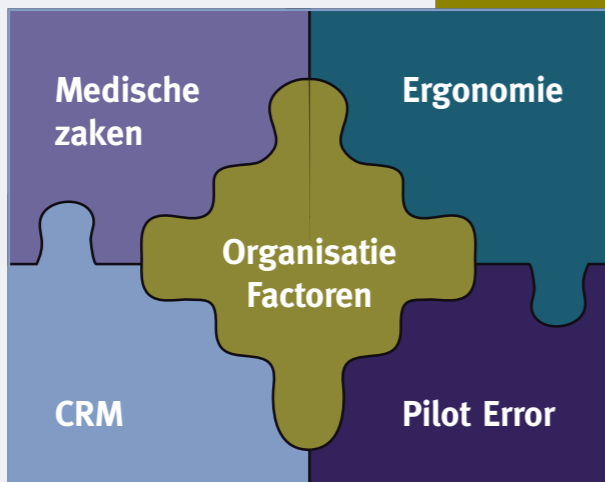 Medische
zaken
Ergonomie
Organisatie
Factoren
CRM
Pilot Error